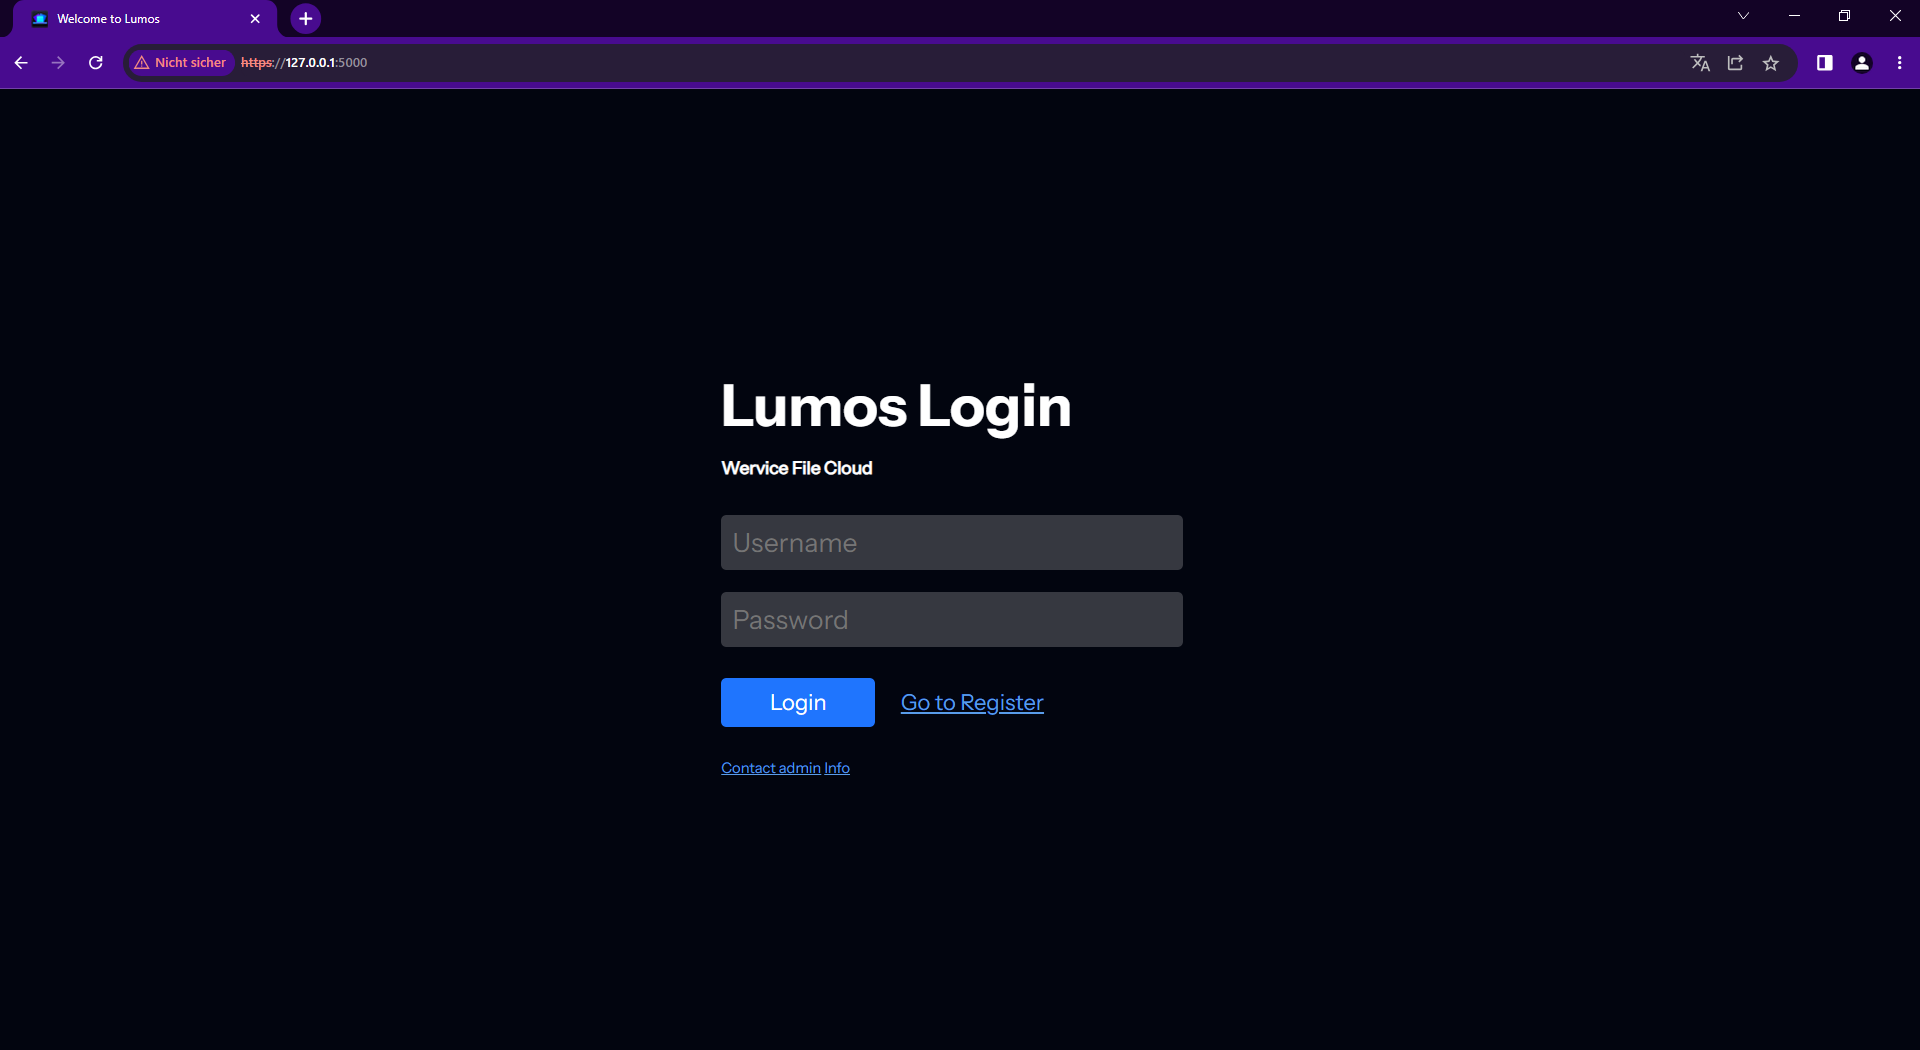 Welcome to Lumos
Nicht sicher https://127.0.0.1:5000
Lumos Login
Wervice File Cloud
Username
Password
Login Go to Register
Contact admin Info